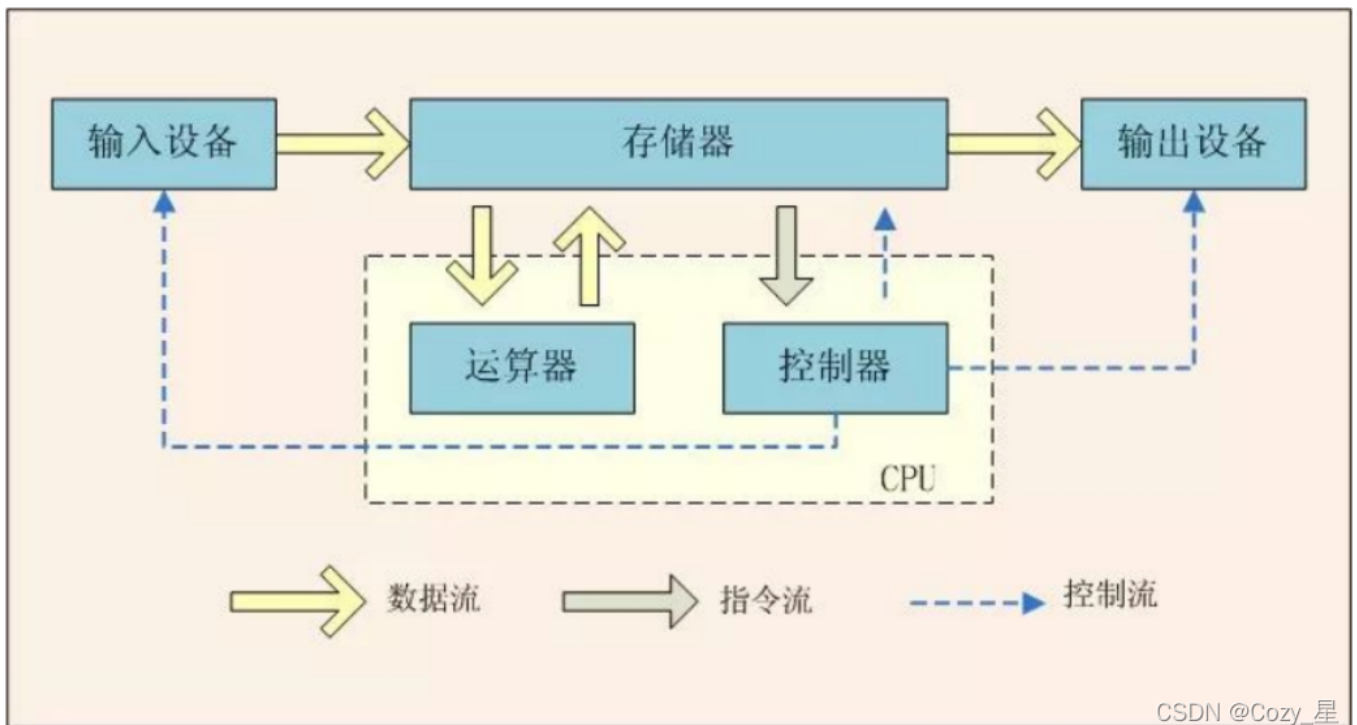 输入设备
存储器
输出设备
运算器
控制器
CPU
数据流
指令流
控制流
CSDN @Cozy_星